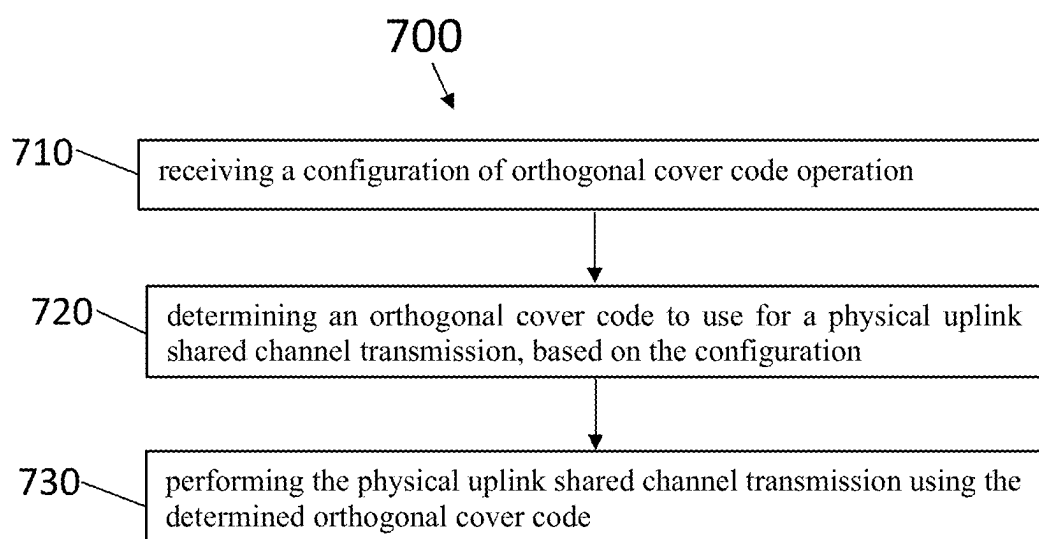 700
710
receiving a configuration of orthogonal cover code operation
720
determining an orthogonal cover code to use for a physical uplink
shared channel transmission, based on the configuration
730
performing the physical uplink shared channel transmission using the
determined orthogonal cover code